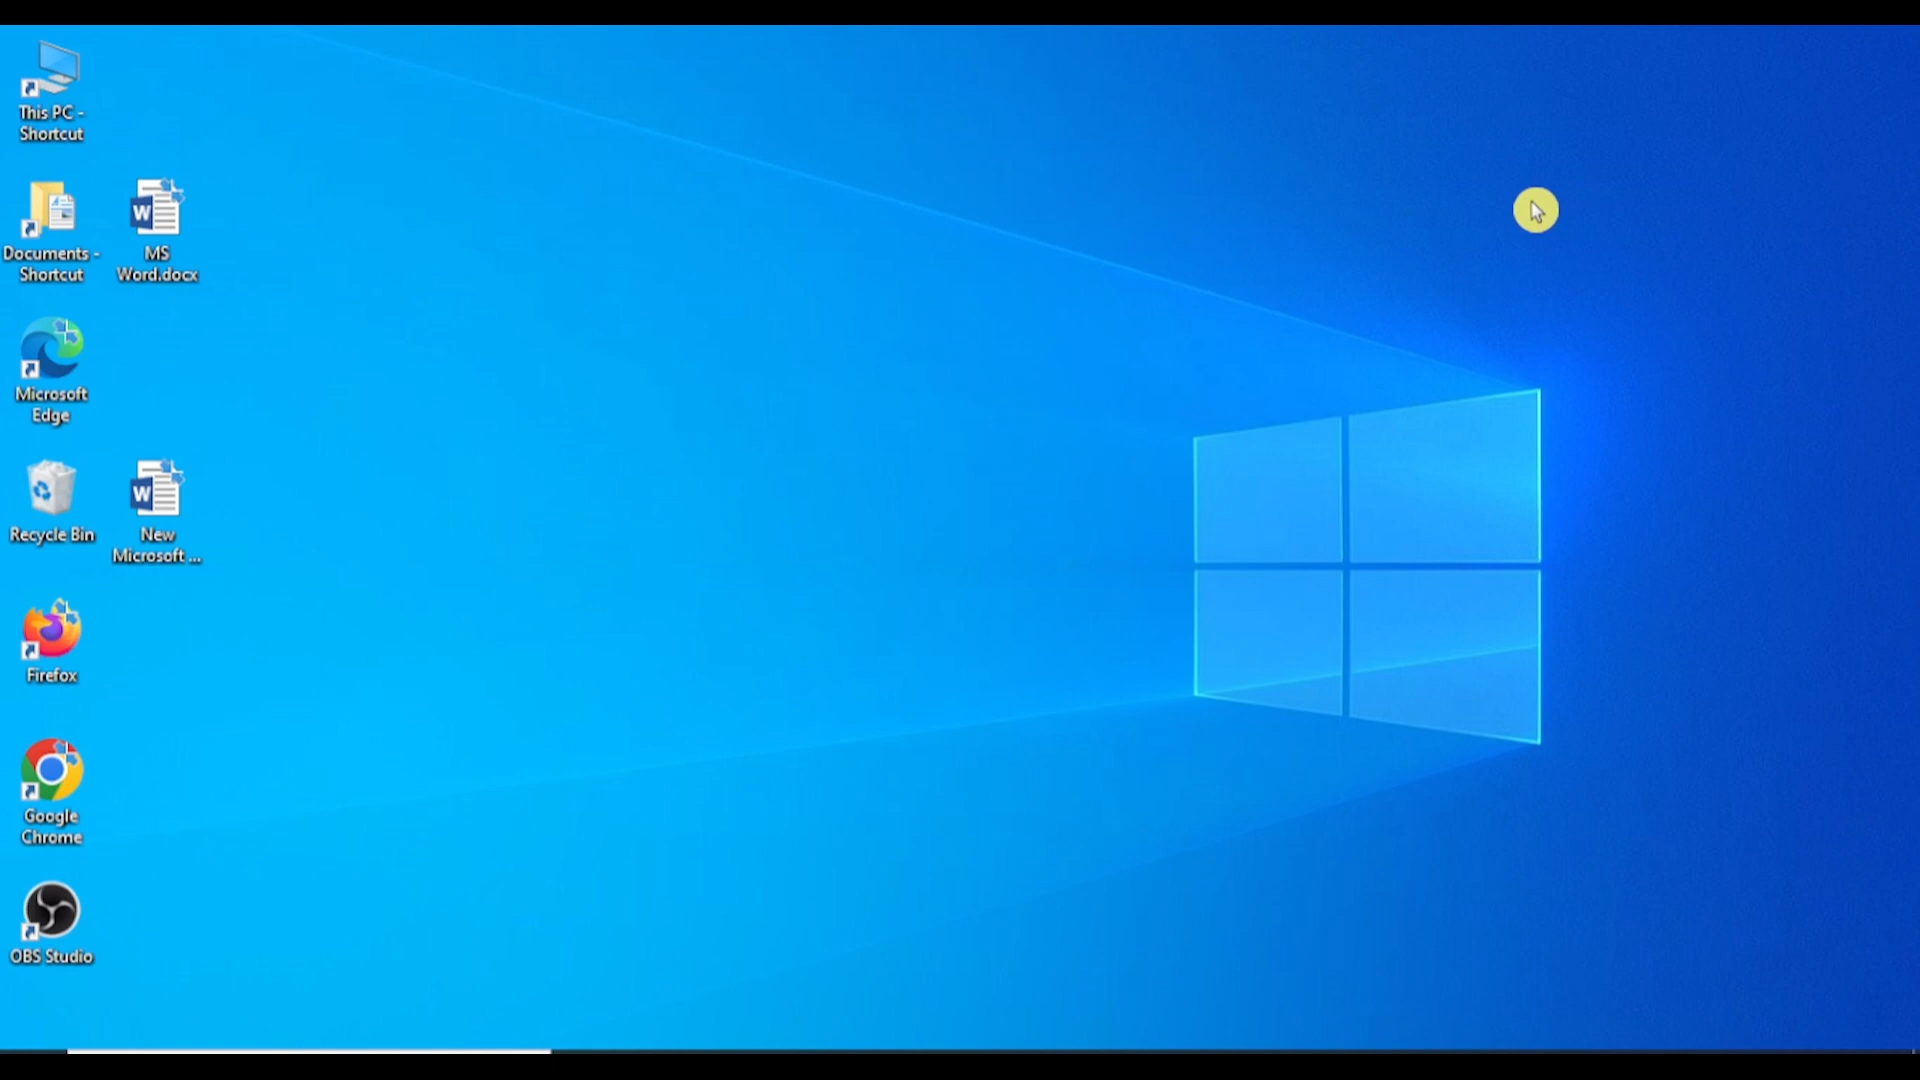 This PC -
Shortcut
Documents -
Shortcut
MS
Word.docx
Microsoft
Edge
Recycle Bin
New
Microsoft ...
Firefox
Google
Chrome
OBS Studio